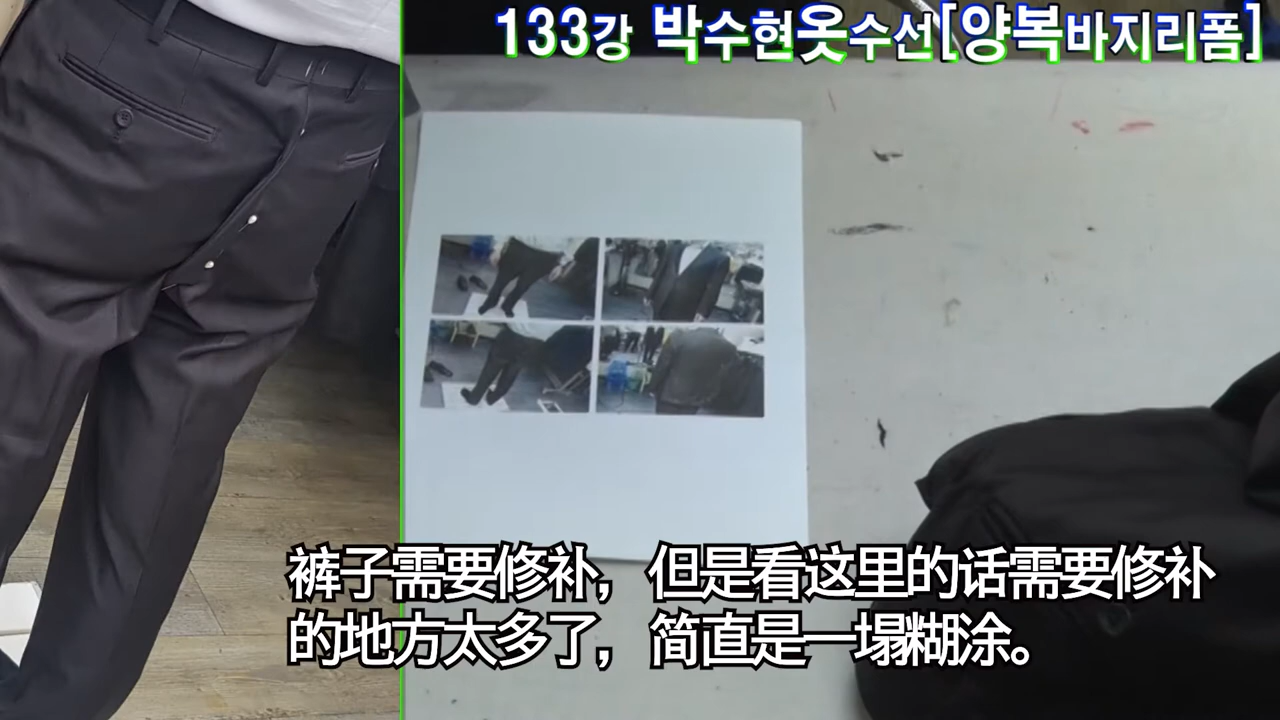 133강 박수현옷수선[양복바지리폼]
裤子需要修补，但是看这里的话需要修补
的地方太多了，简直是一塌糊涂。